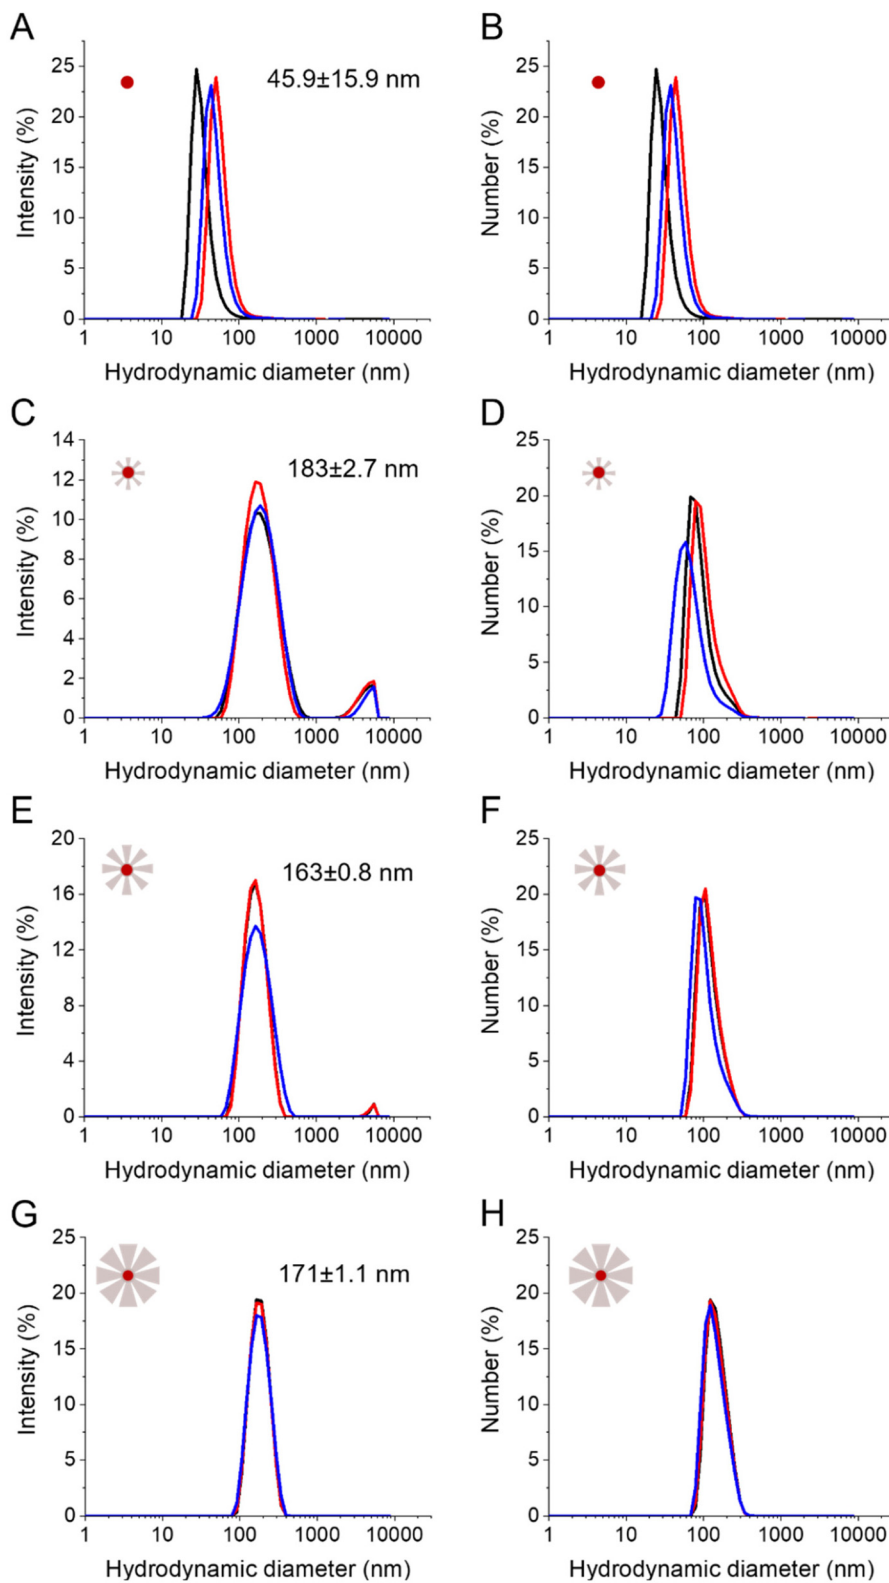 A
25
20
15
10
5
0
Intensity (%)
45.9±15.9 nm
1 10 100 1000 10000
Hydrodynamic diameter (nm)
B
25
20
15
10
5
0
Number (%)
1 10 100 1000 10000
Hydrodynamic diameter (nm)
C
14
12
10
8
6
4
2
0
Intensity (%)
183±2.7 nm
1 10 100 1000 10000
Hydrodynamic diameter (nm)
D
25
20
15
10
5
0
Number (%)
1 10 100 1000 10000
Hydrodynamic diameter (nm)
E
20
16
12
8
4
0
Intensity (%)
163±0.8 nm
1 10 100 1000 10000
Hydrodynamic diameter (nm)
F
25
20
15
10
5
0
Number (%)
1 10 100 1000 10000
Hydrodynamic diameter (nm)
G
25
20
15
10
5
0
Intensity (%)
171±1.1 nm
1 10 100 1000 10000
Hydrodynamic diameter (nm)
H
25
20
15
10
5
0
Number (%)
1 10 100 1000 10000
Hydrodynamic diameter (nm)